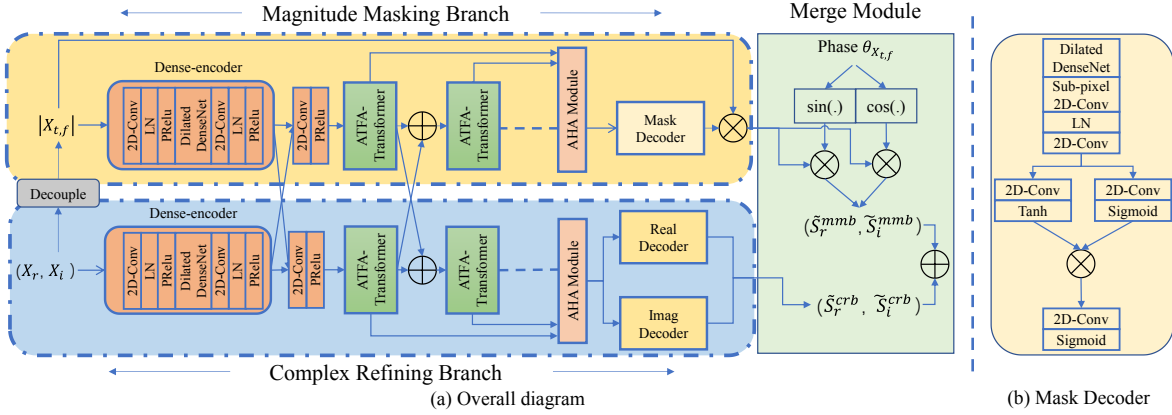 Magnitude Masking Branch
Merge Module
Dense-encoder
2D-Conv
LN
PRelu
Dilated
DenseNet
2D-Conv
LN
PRelu
2D-Conv
PRelu
ATFA-
Transformer
ATFA-
Transformer
AHA Module
Mask
Decoder
|X_{t,f}|
Decouple
Dense-encoder
(X_r, X_i)
2D-Conv
LN
PRelu
Dilated
DenseNet
2D-Conv
LN
PRelu
2D-Conv
PRelu
ATFA-
Transformer
ATFA-
Transformer
AHA Module
Real
Decoder
Imag
Decoder
Complex Refining Branch
Phase θ_{X_{t,f}}
sin(.)
cos(.)
(S̃_r^{mmb}, S̃_i^{mmb})
(S̃_r^{crb}, S̃_i^{crb})
(a) Overall diagram
Dilated
DenseNet
Sub-pixel
2D-Conv
LN
2D-Conv
2D-Conv
Tanh
2D-Conv
Sigmoid
2D-Conv
Sigmoid
(b) Mask Decoder